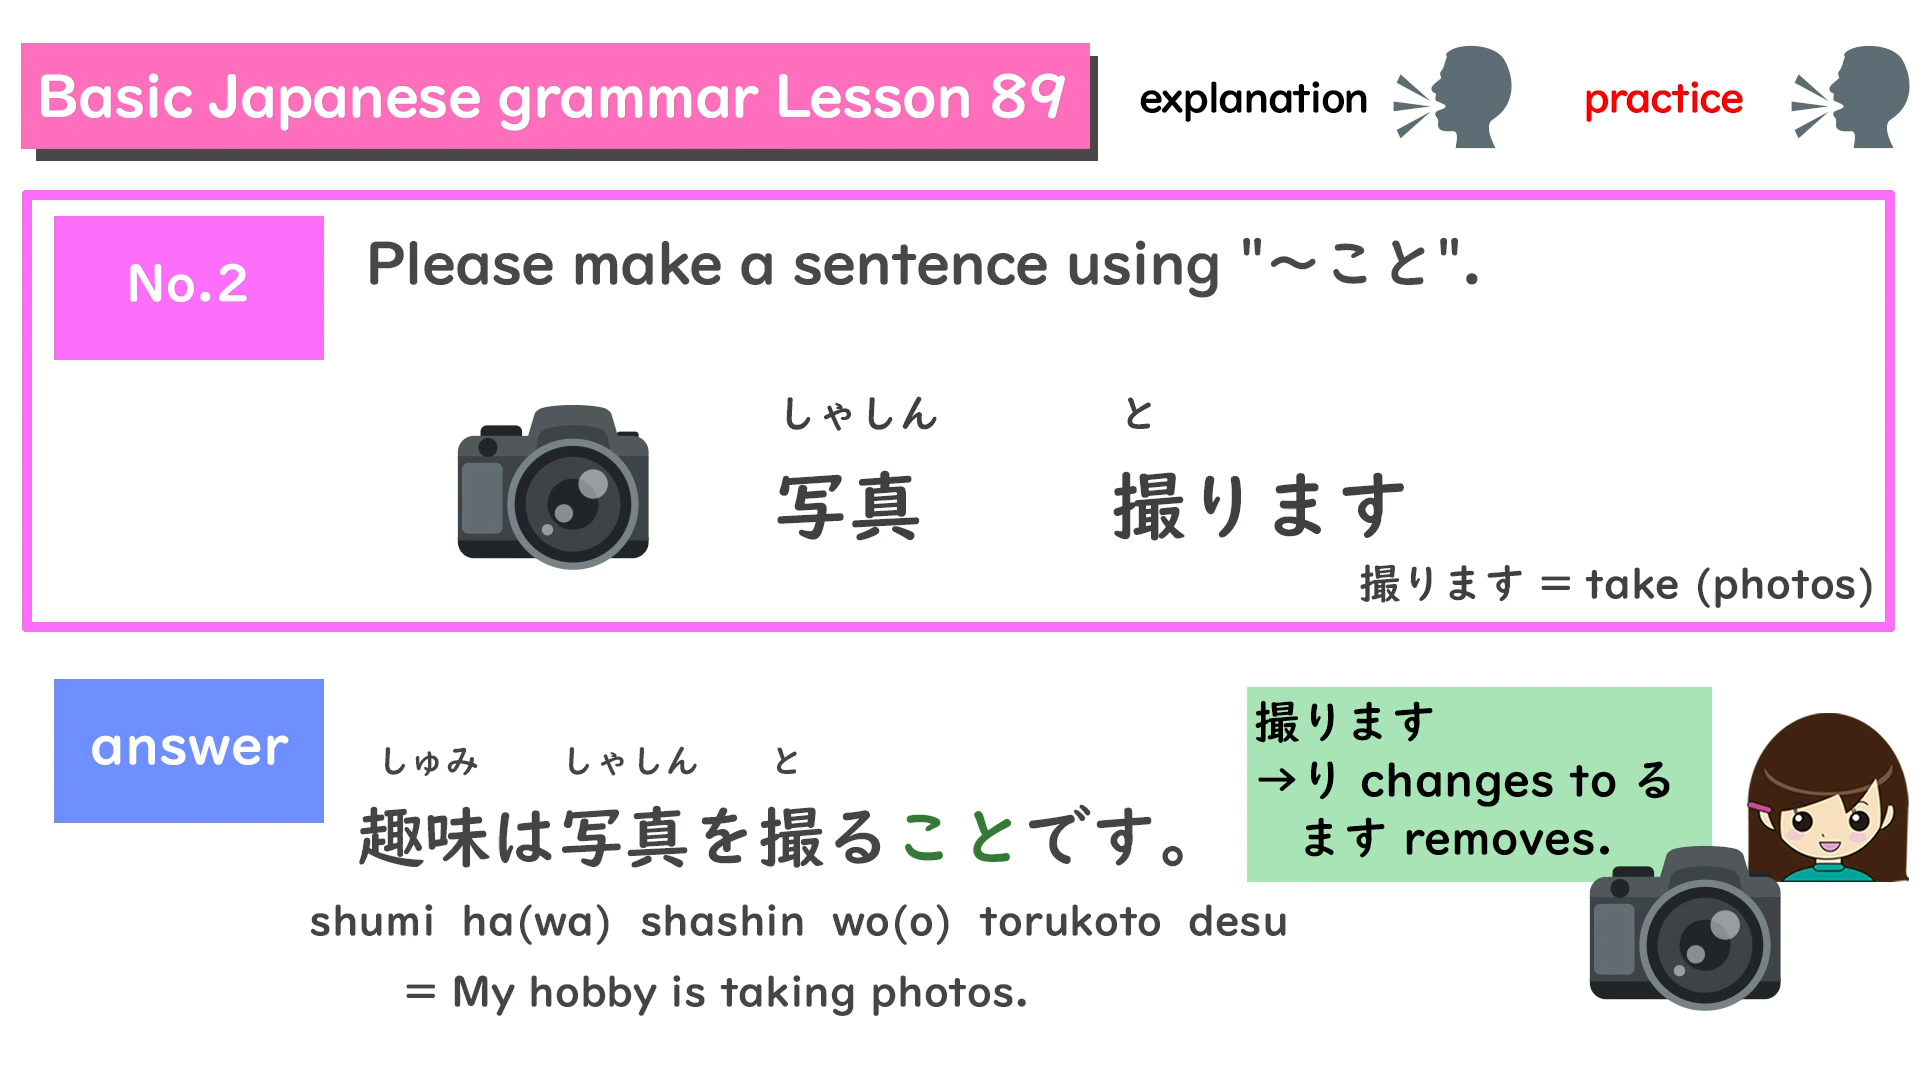 Basic Japanese grammar Lesson 89
explanation
practice
No.2
Please make a sentence using "～こと".
しゃしん と
写真 撮ります
撮ります = take (photos)
answer
しゅみ しゃしん と
趣味は写真を撮ることです。
shumi ha(wa) shashin wo(o) torukoto desu
= My hobby is taking photos.
撮ります
→り changes to る
ます removes.